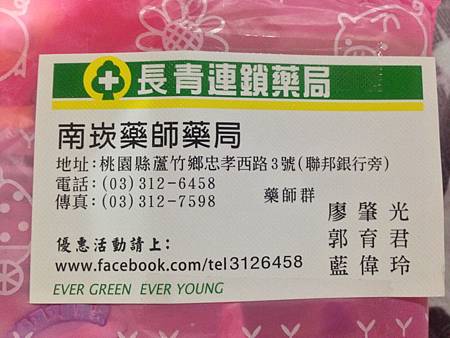 長青連鎖藥局
南崁藥師藥局
地址:桃園縣蘆竹鄉忠孝西路3號(聯邦銀行旁)
電話:(03)312-6458
傳真:(03)312-7598
藥師群
廖肇光
郭育君
藍偉玲
優惠活動請上:
www.facebook.com/tel3126458
EVER GREEN EVER YOUNG